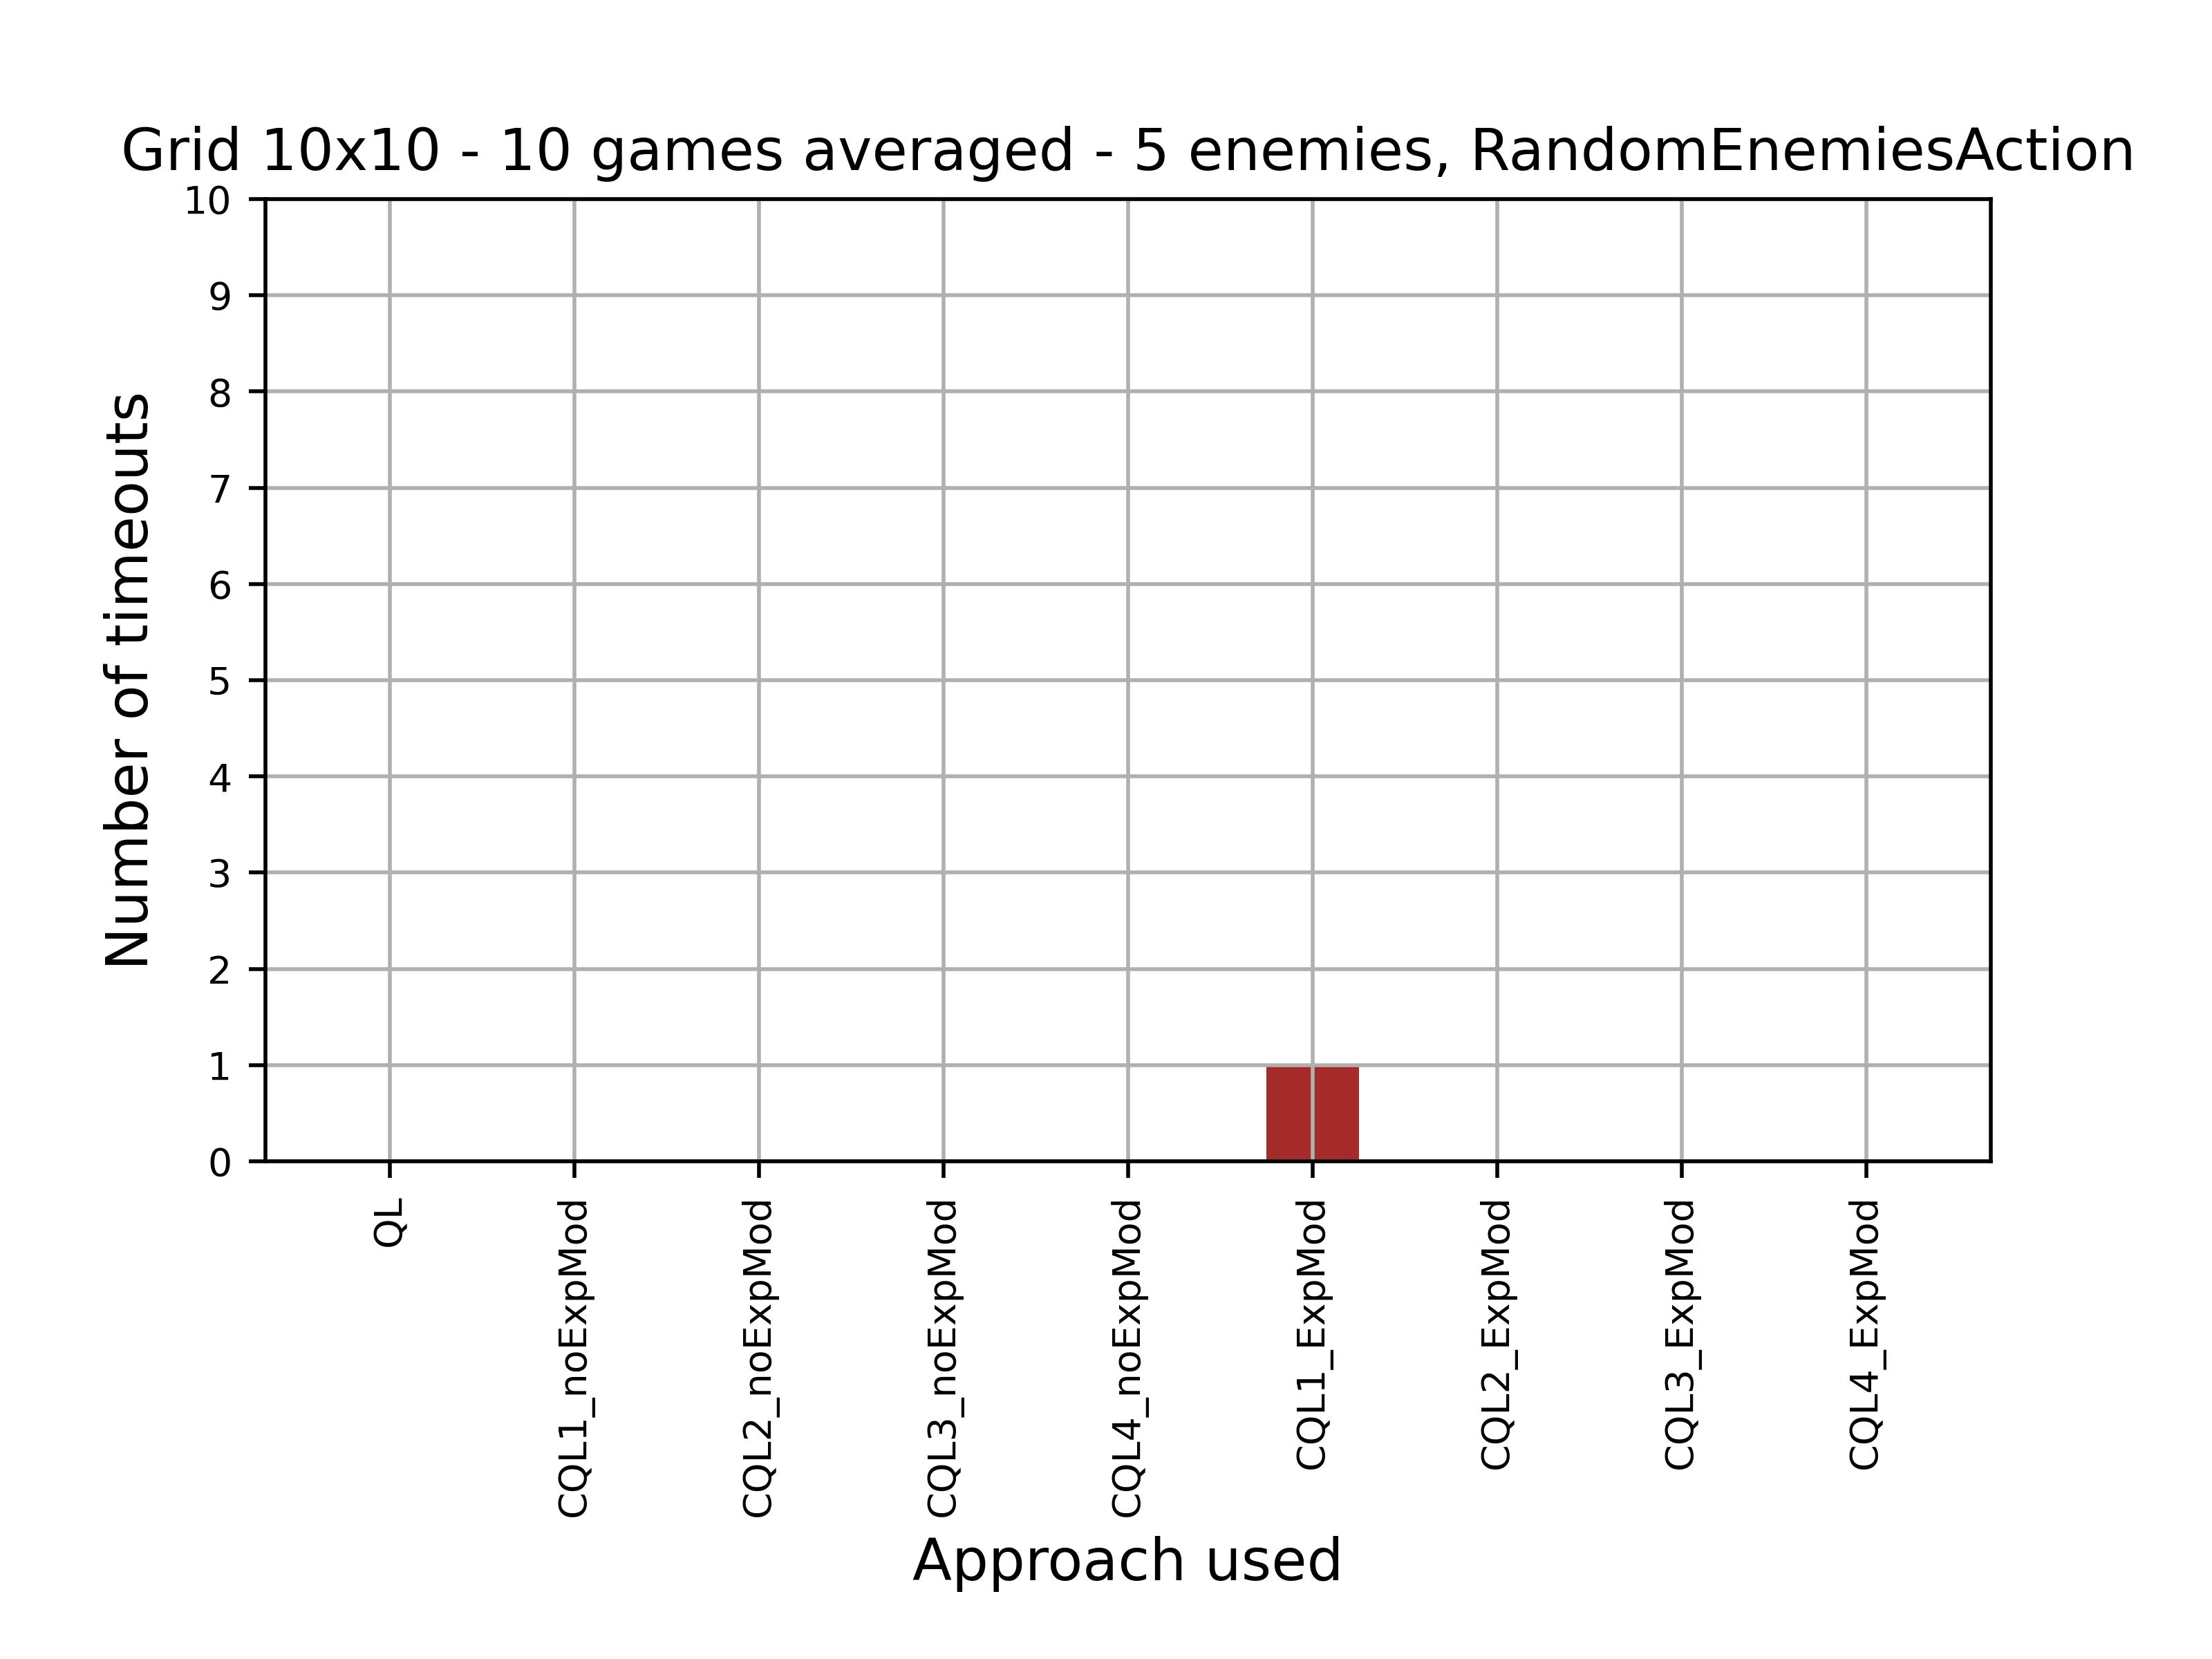 Grid 10x10 - 10 games averaged - 5 enemies, RandomEnemiesAction
Number of timeouts
10
9
8
7
6
5
4
3
2
1
0
QL
CQL1_noExpMod
CQL2_noExpMod
CQL3_noExpMod
CQL4_noExpMod
CQL1_ExpMod
CQL2_ExpMod
CQL3_ExpMod
CQL4_ExpMod
Approach used